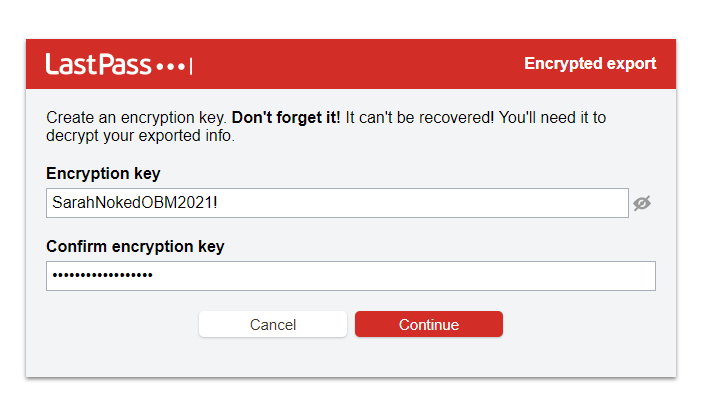 LastPass •••|
Encrypted export
Create an encryption key. Don't forget it! It can't be recovered! You'll need it to
decrypt your exported info.
Encryption key
SarahNokedOBM2021!
Confirm encryption key
••••••••••••••••••
Cancel
Continue